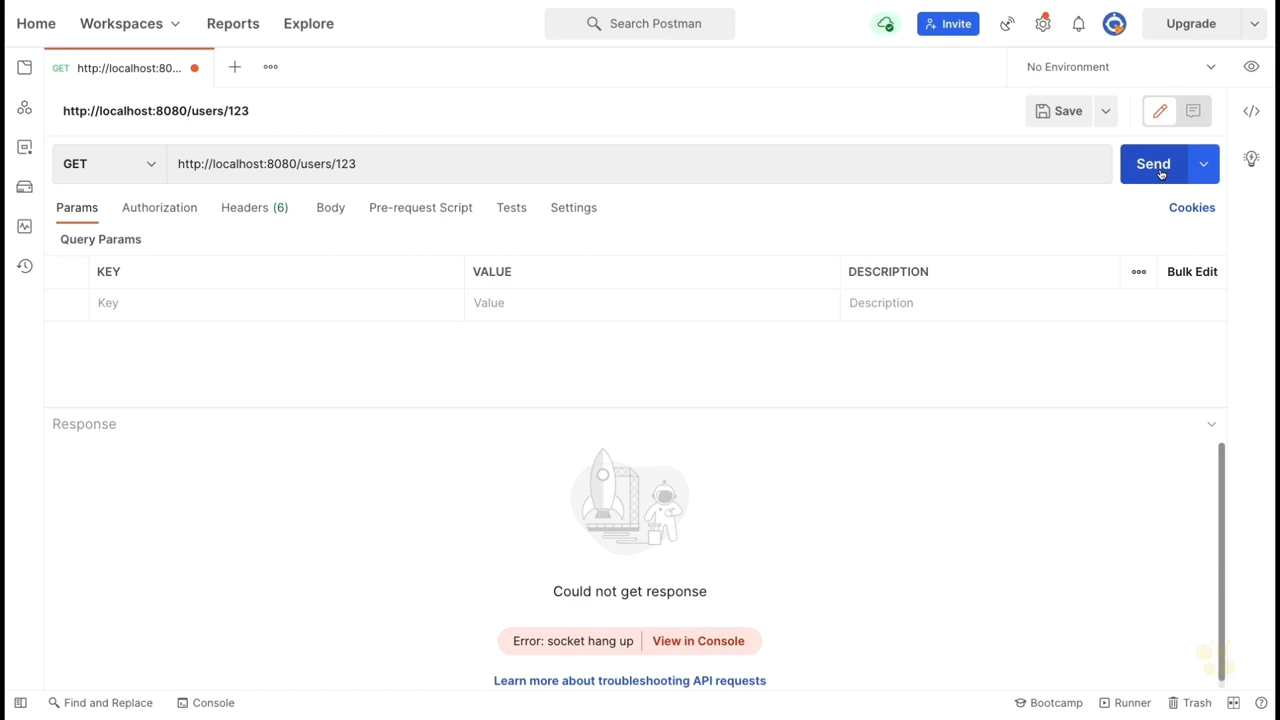 Home Workspaces Reports Explore Search Postman Invite Upgrade
GET http://localhost:80... No Environment
http://localhost:8080/users/123 Save
GET http://localhost:8080/users/123 Send
Params Authorization Headers (6) Body Pre-request Script Tests Settings Cookies
Query Params
KEY VALUE DESCRIPTION Bulk Edit
Key Value Description
Response
Could not get response
Error: socket hang up View in Console
Learn more about troubleshooting API requests
Find and Replace Console Bootcamp Runner Trash